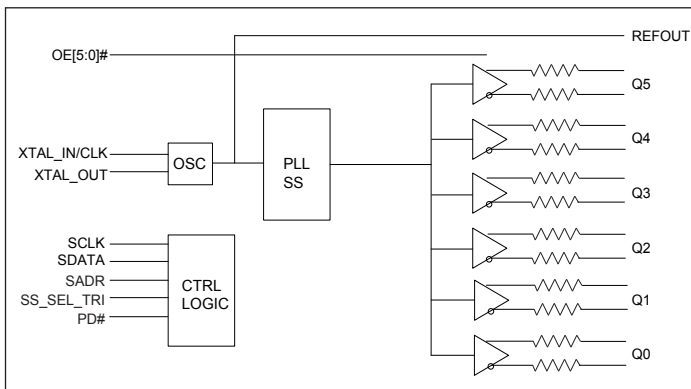 REFOUT
OE[5:0]#
Q5
Q4
XTAL_IN/CLK
OSC
PLL
SS
XTAL_OUT
Q3
SCLK
SDATA
SADR
SS_SEL_TRI
PD#
CTRL
LOGIC
Q2
Q1
Q0